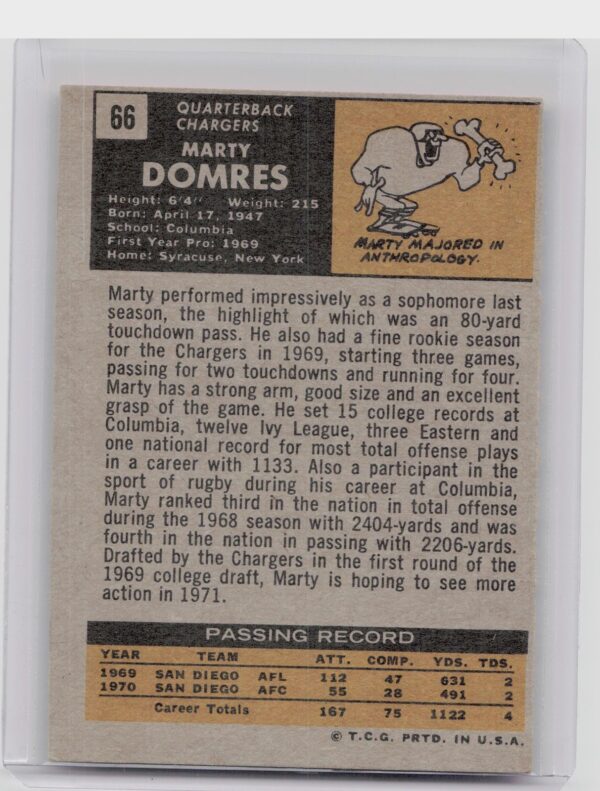 66
QUARTERBACK
CHARGERS
MARTY
DOMRES
Height: 6'4" Weight: 215
Born: April 17, 1947
School: Columbia
First Year Pro: 1969
Home: Syracuse, New York
MARTY MAJORED IN
ANTHROPOLOGY.
Marty performed impressively as a sophomore last
season, the highlight of which was an 80-yard
touchdown pass. He also had a fine rookie season
for the Chargers in 1969, starting three games,
passing for two touchdowns and running for four.
Marty has a strong arm, good size and an excellent
grasp of the game. He set 15 college records at
Columbia, twelve Ivy League, three Eastern and
one national record for most total offense plays
in a career with 1133. Also a participant in the
sport of rugby during his career at Columbia,
Marty ranked third in the nation in total offense
during the 1968 season with 2404-yards and was
fourth in the nation in passing with 2206-yards.
Drafted by the Chargers in the first round of the
1969 college draft, Marty is hoping to see more
action in 1971.
PASSING RECORD
YEAR TEAM ATT. COMP. YDS. TDS.
1969 SAN DIEGO AFL 112 47 631 2
1970 SAN DIEGO AFC 55 28 491 2
Career Totals 167 75 1122 4
© T.C.G. PRTD. IN U.S.A.